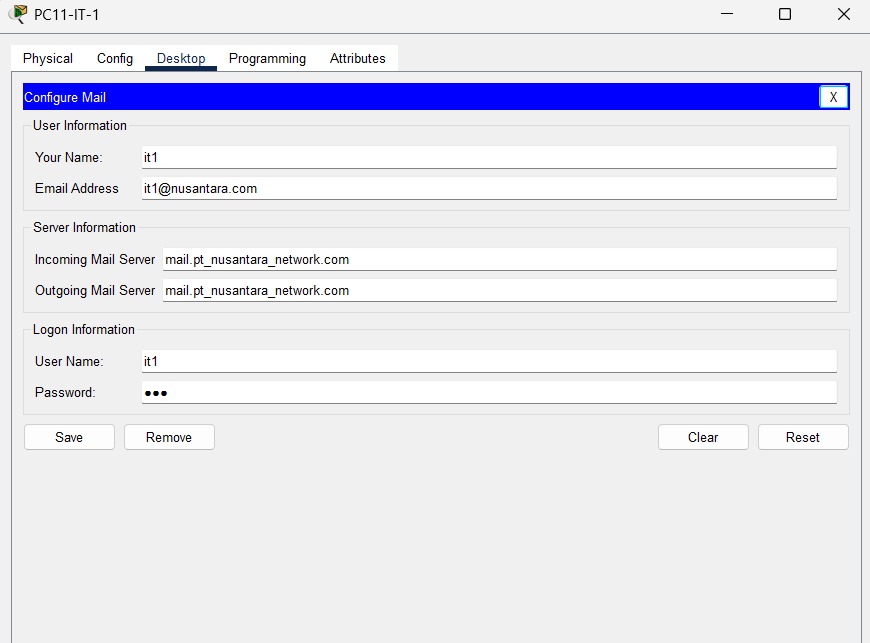 PC11-IT-1
Physical Config Desktop Programming Attributes
Configure Mail X
User Information
Your Name: it1
Email Address it1@nusantara.com
Server Information
Incoming Mail Server mail.pt_nusantara_network.com
Outgoing Mail Server mail.pt_nusantara_network.com
Logon Information
User Name: it1
Password: ●●●
Save Remove Clear Reset